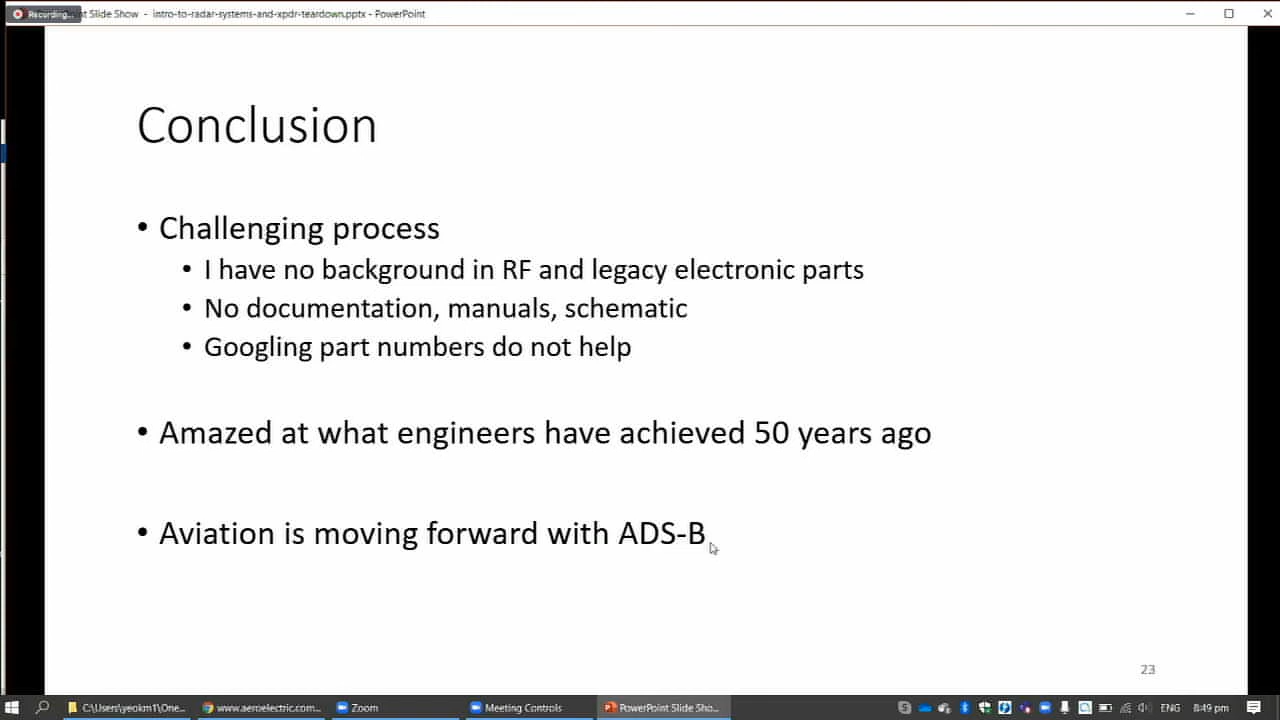 Recording...
nt Slide Show - intro-to-radar-systems-and-xpdr-teardown.pptx - PowerPoint
Conclusion
• Challenging process
• I have no background in RF and legacy electronic parts
• No documentation, manuals, schematic
• Googling part numbers do not help
• Amazed at what engineers have achieved 50 years ago
• Aviation is moving forward with ADS-B
23
C:\Users\yeokm1\One...
www.aeroelectric.com...
Zoom
Meeting Controls
PowerPoint Slide Sho...
ENG
8:49 pm